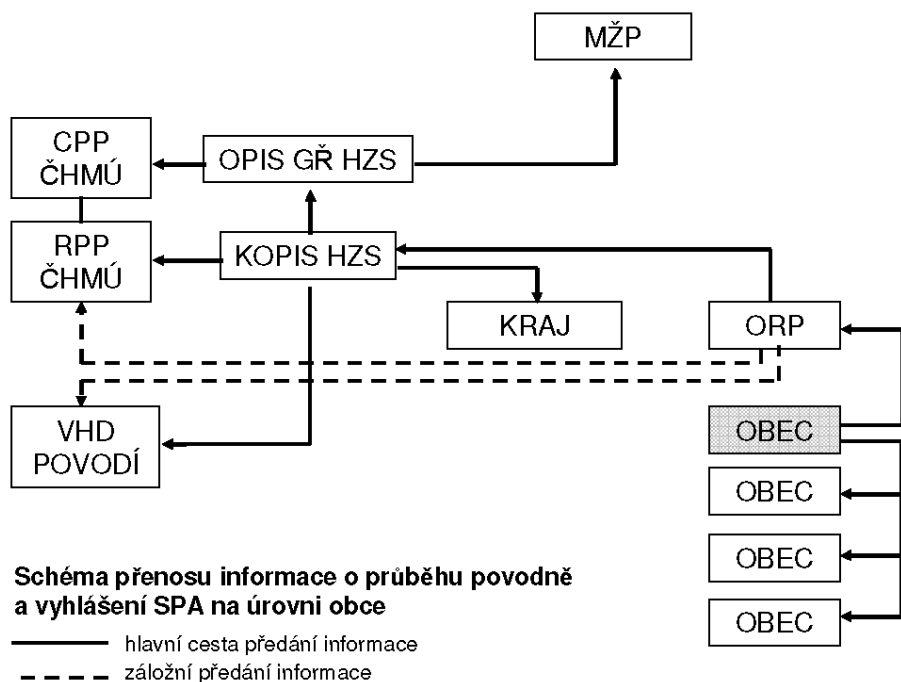 MŽP
CPP
ČHMÚ
OPIS GŘ HZS
RPP
ČHMÚ
KOPIS HZS
KRAJ
ORP
VHD
POVODÍ
OBEC
OBEC
OBEC
OBEC
Schéma přenosu informace o průběhu povodně
a vyhlášení SPA na úrovni obce
hlavní cesta předání informace
záložní předání informace